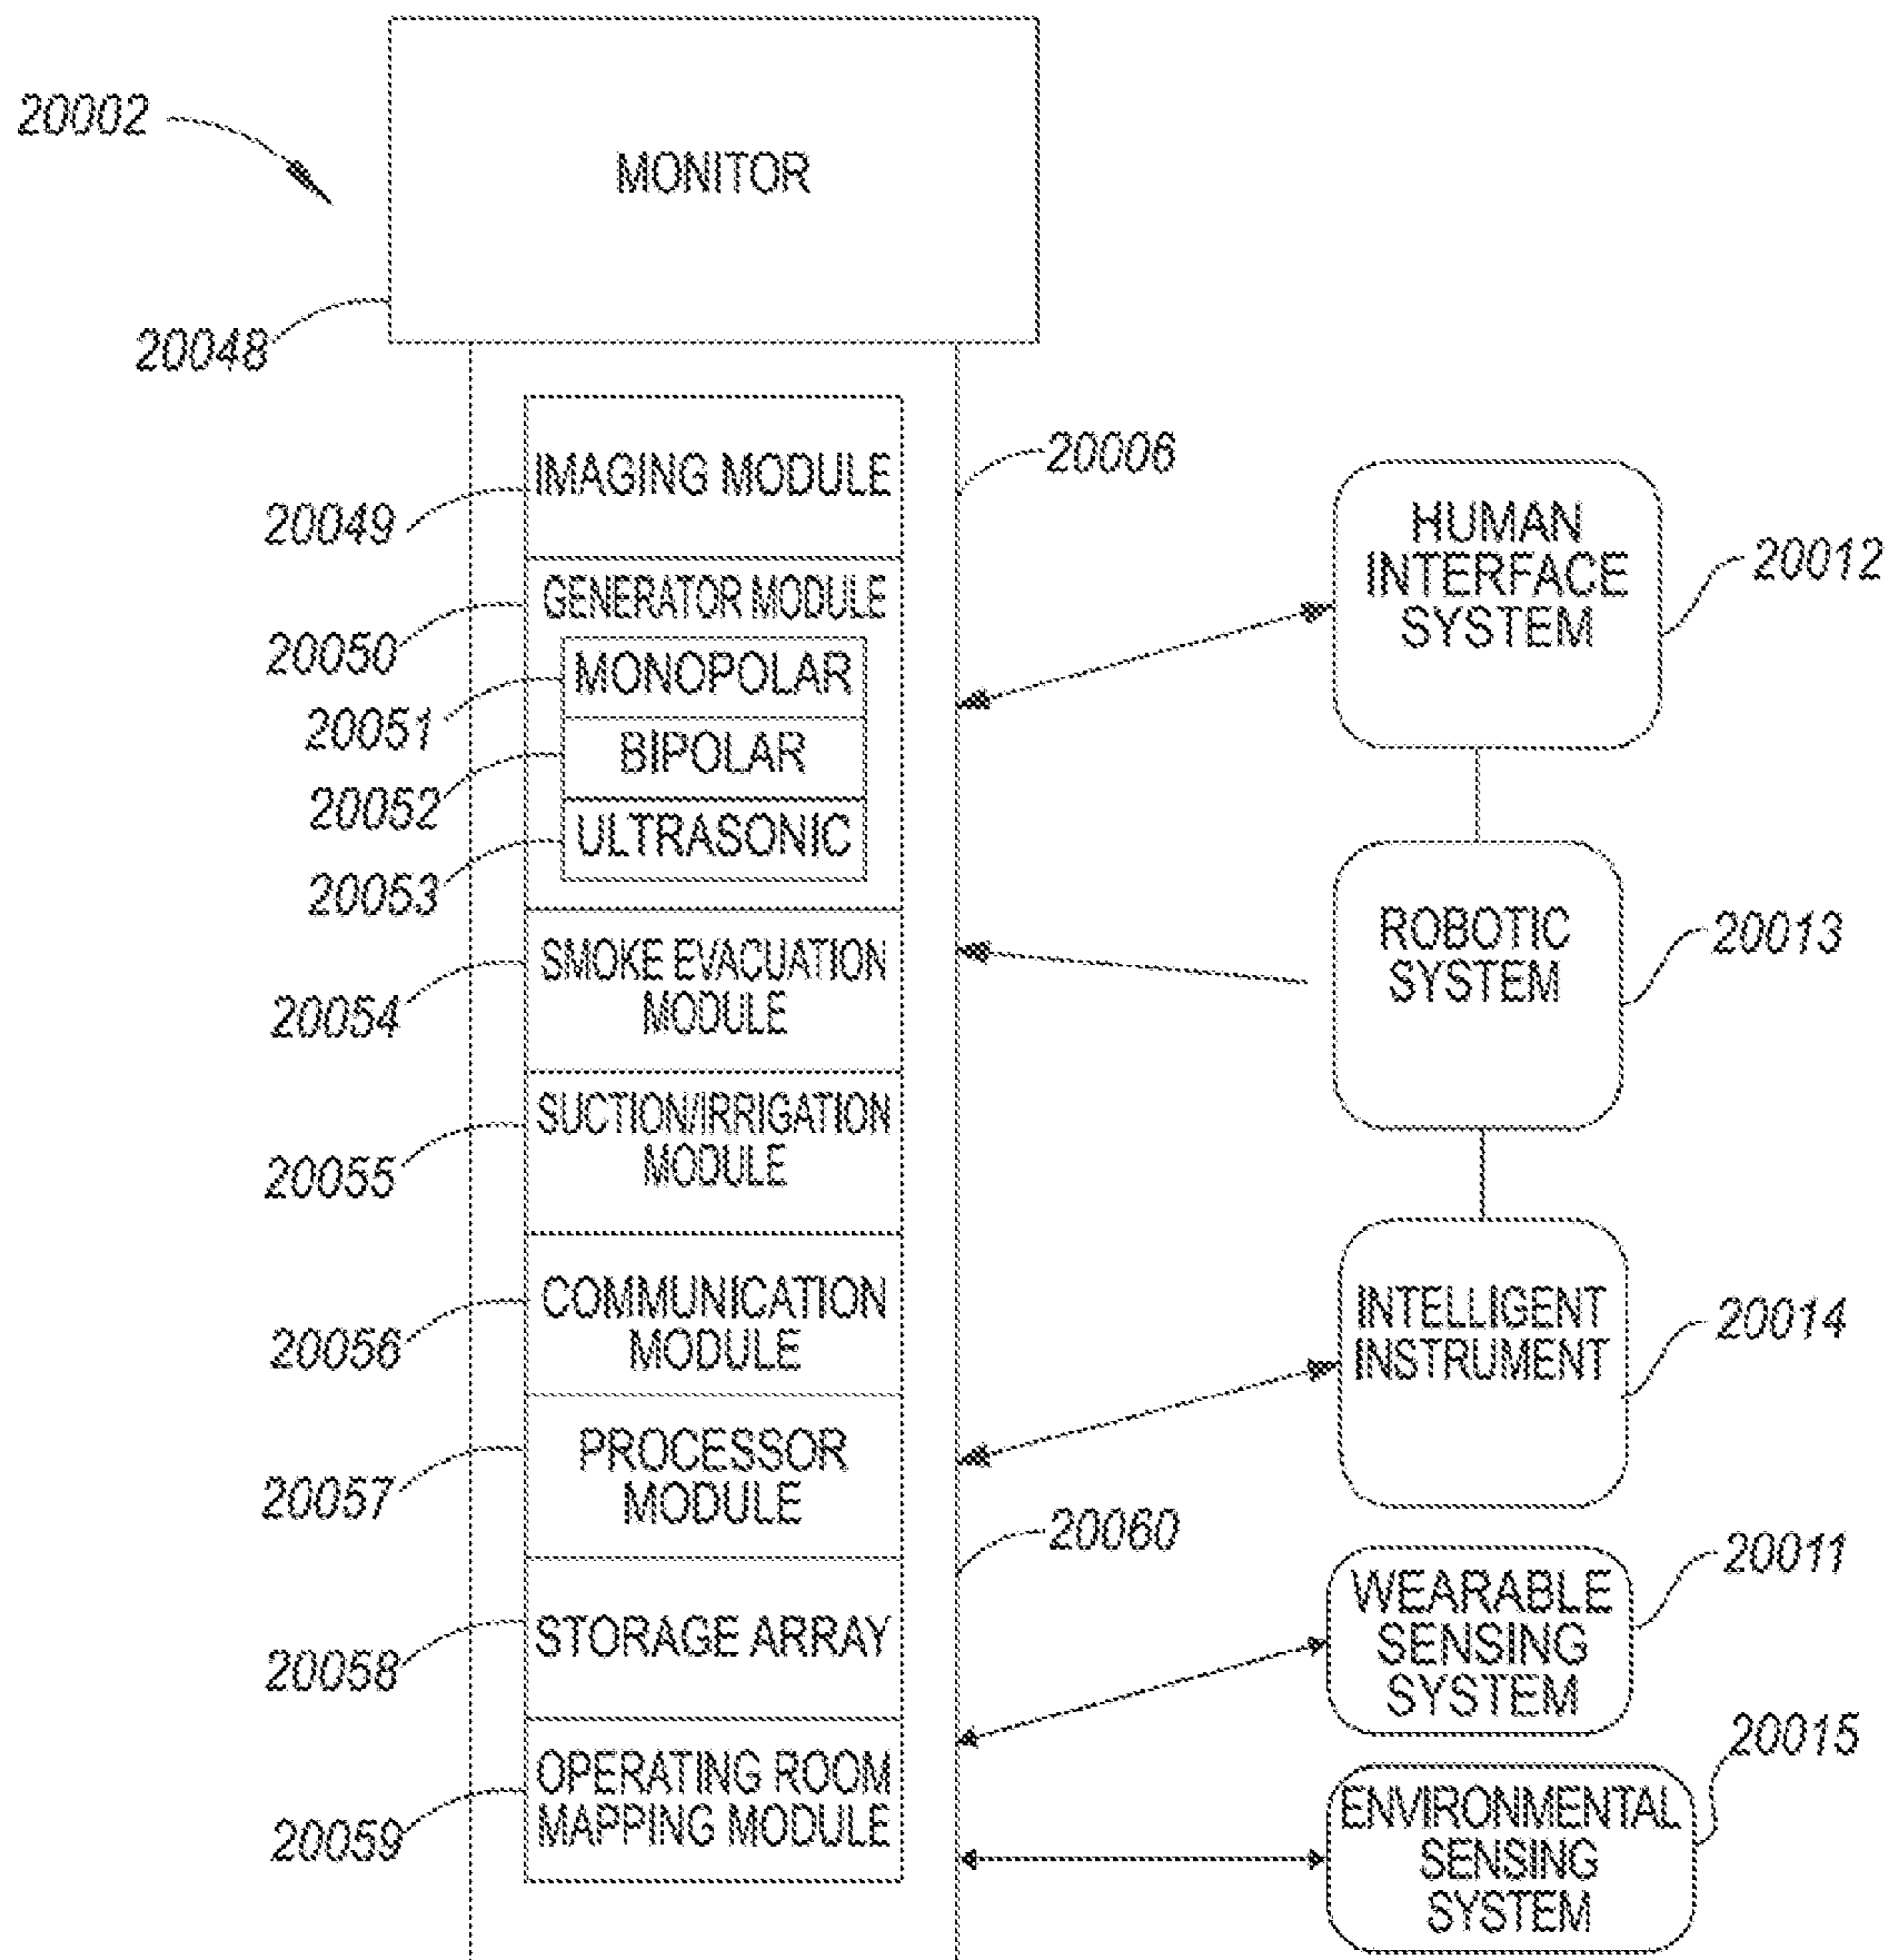 20002
MONITOR
20048
IMAGING MODULE
20049
20006
GENERATOR MODULE
20050
MONOPOLAR
20051
BIPOLAR
20052
ULTRASONIC
20053
SMOKE EVACUATION
MODULE
20054
SUCTION/IRRIGATION
MODULE
20055
COMMUNICATION
MODULE
20056
PROCESSOR
MODULE
20057
20060
STORAGE ARRAY
20058
OPERATING ROOM
MAPPING MODULE
20059
HUMAN
INTERFACE
SYSTEM
20012
ROBOTIC
SYSTEM
20013
INTELLIGENT
INSTRUMENT
20014
WEARABLE
SENSING
SYSTEM
20011
ENVIRONMENTAL
SENSING
SYSTEM
20015